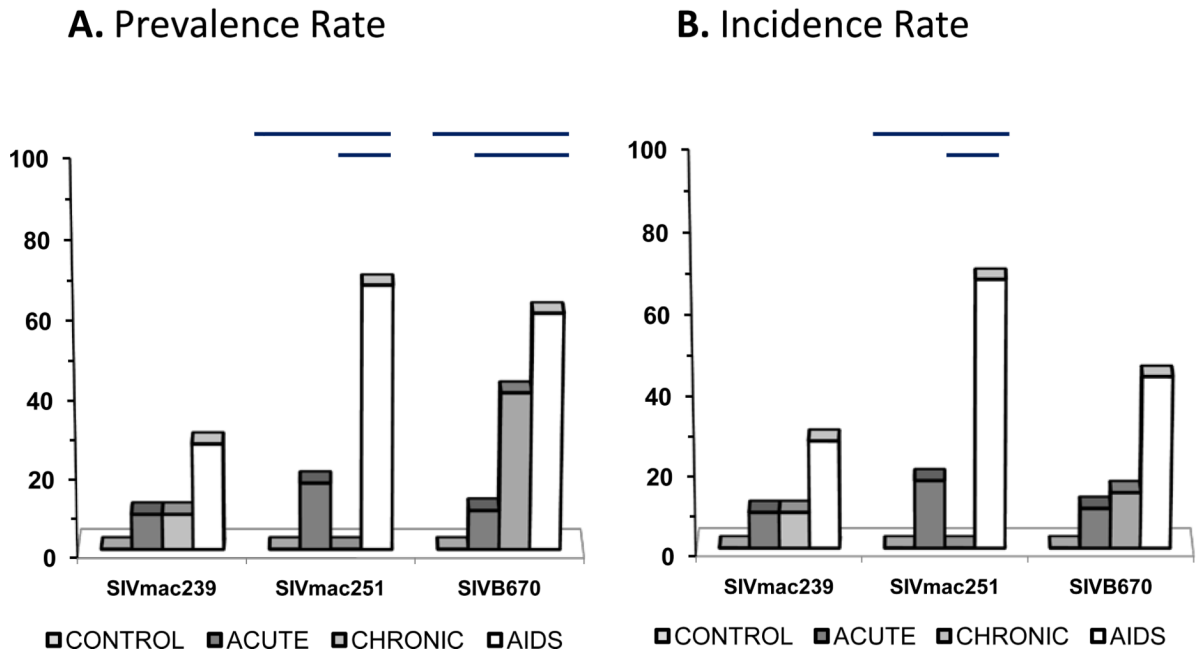 A. Prevalence Rate
100
80
60
40
20
0
SIVmac239 SIVmac251 SIVB670
CONTROL ACUTE CHRONIC AIDS
B. Incidence Rate
100
80
60
40
20
0
SIVmac239 SIVmac251 SIVB670
CONTROL ACUTE CHRONIC AIDS